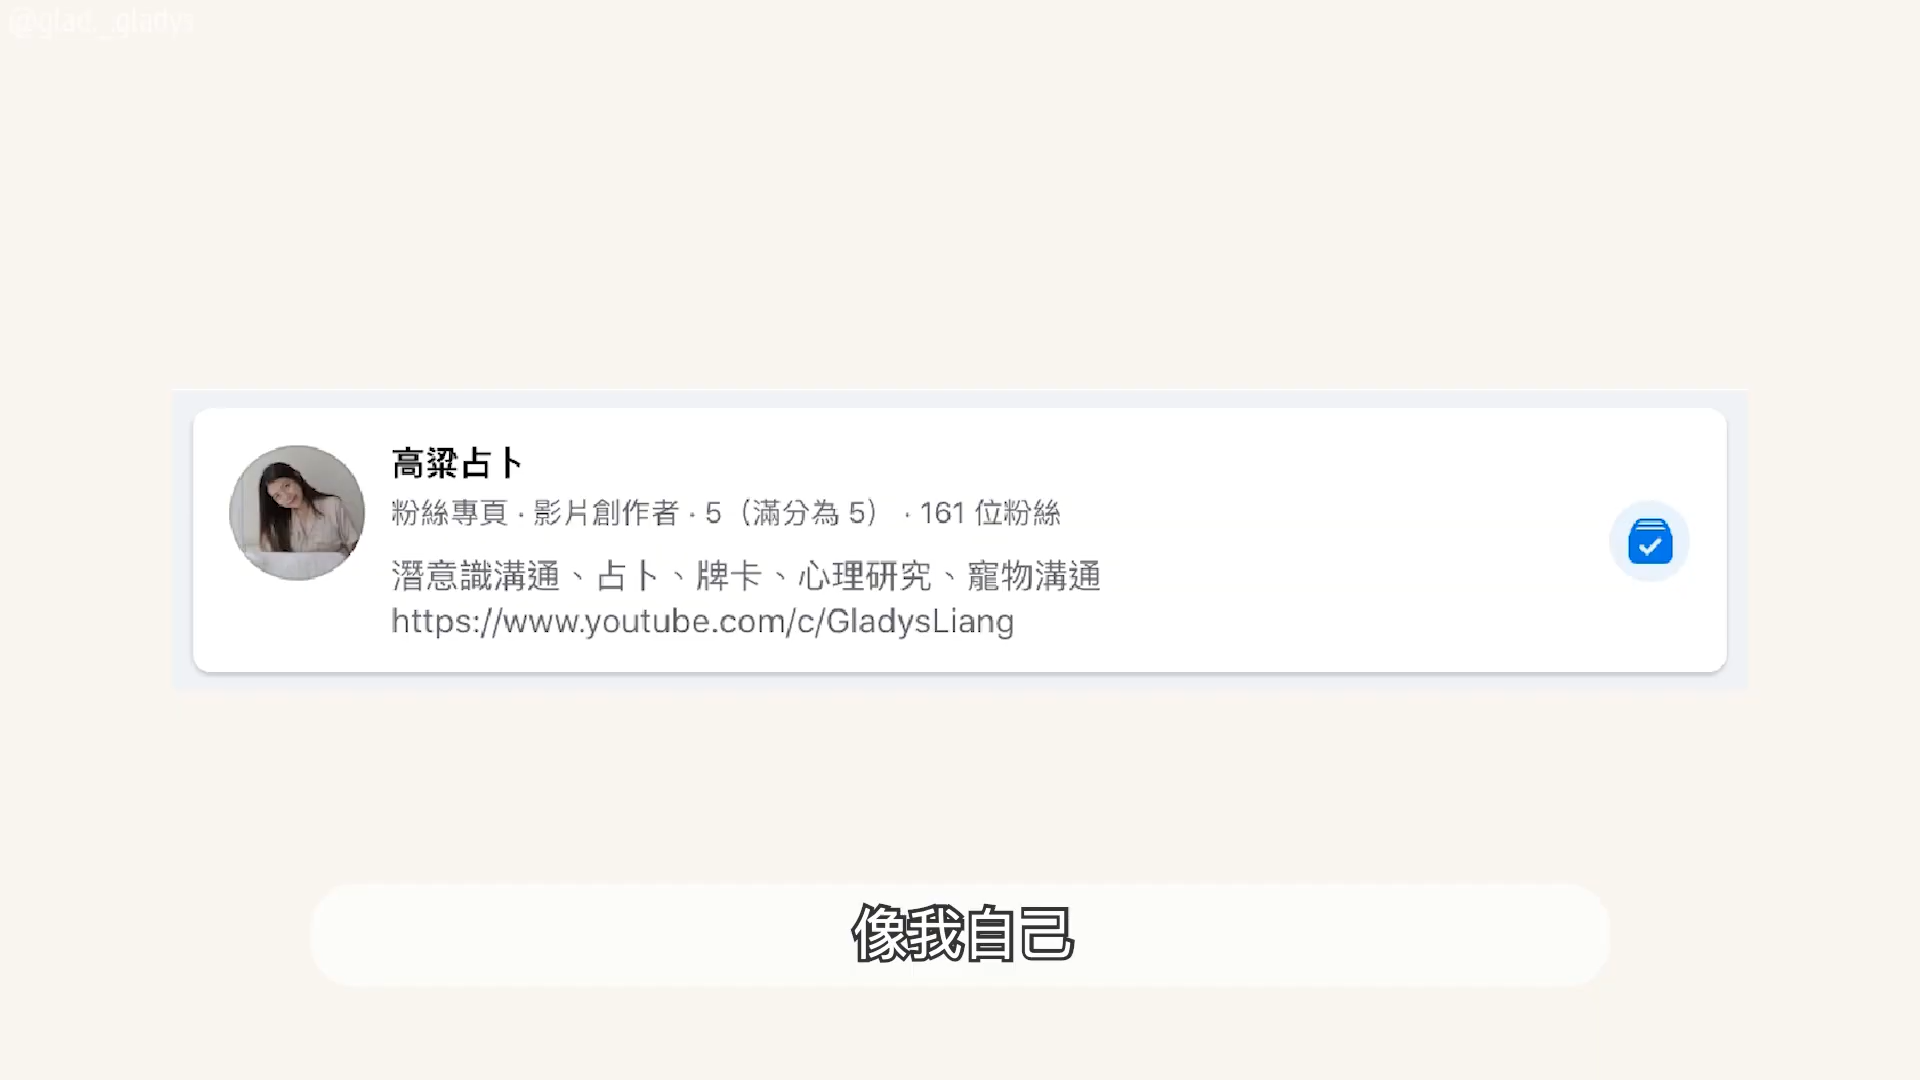 @glad._.gladys
高粱占卜
粉絲專頁 · 影片創作者 · 5（滿分為 5） · 161 位粉絲
潛意識溝通、占卜、牌卡、心理研究、寵物溝通
https://www.youtube.com/c/GladysLiang
像我自己